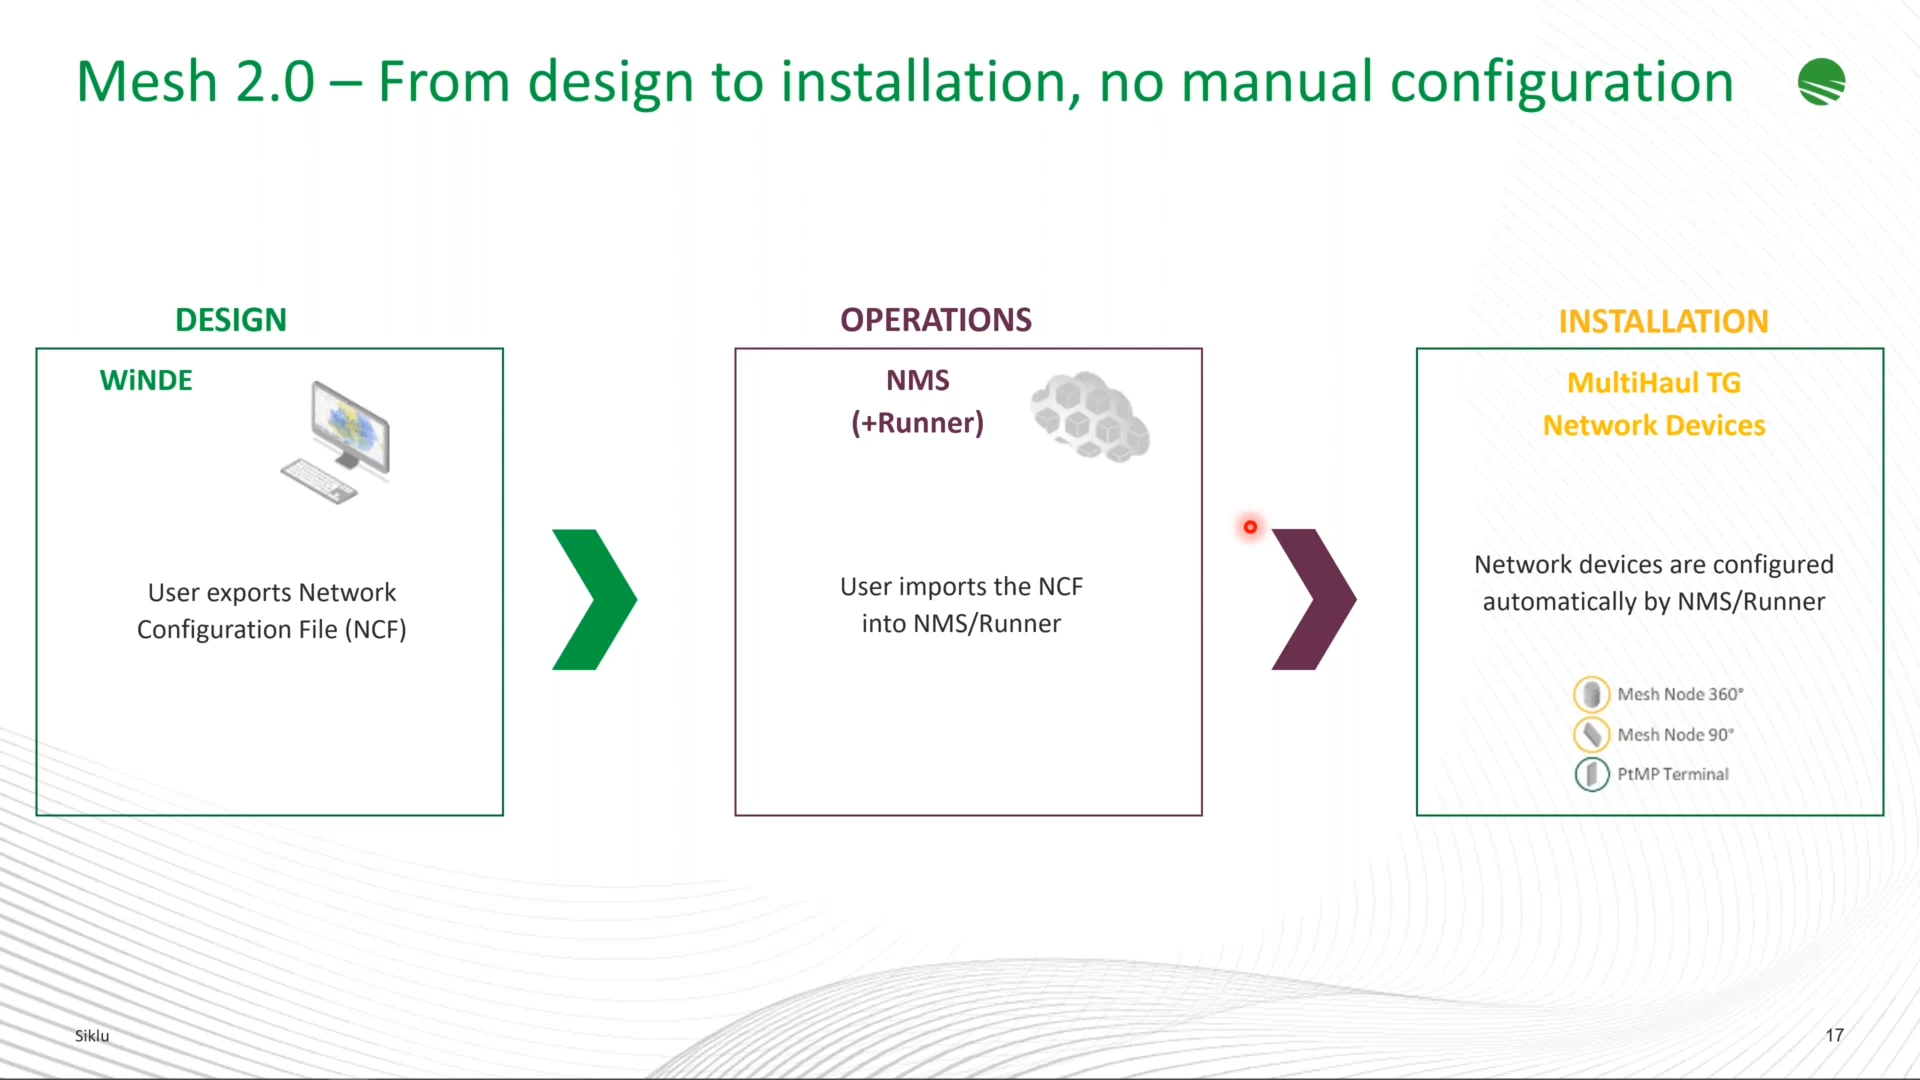 Mesh 2.0 – From design to installation, no manual configuration
DESIGN
WiNDE
User exports Network
Configuration File (NCF)
OPERATIONS
NMS
(+Runner)
User imports the NCF
into NMS/Runner
INSTALLATION
MultiHaul TG
Network Devices
Network devices are configured
automatically by NMS/Runner
Mesh Node 360°
Mesh Node 90°
PtMP Terminal
Siklu
17